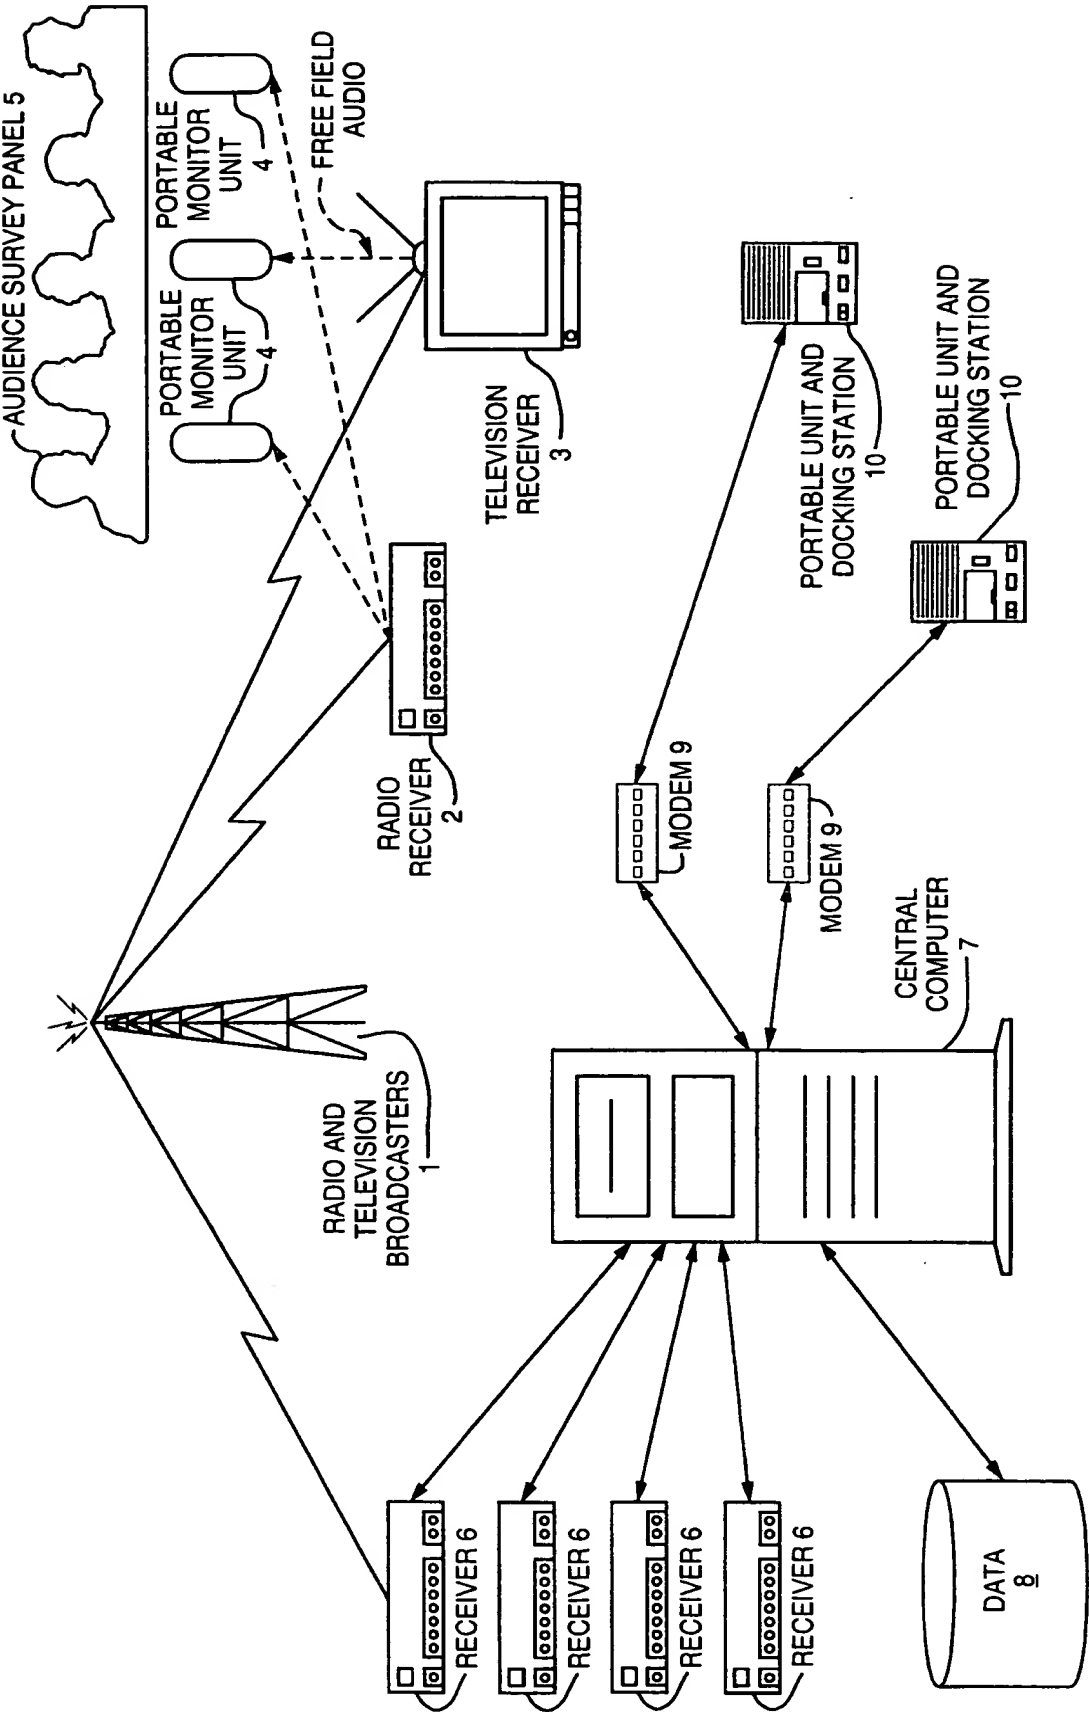 AUDIENCE SURVEY PANEL 5
PORTABLE
MONITOR
UNIT
4
PORTABLE
MONITOR
UNIT
4
FREE FIELD
AUDIO
TELEVISION
RECEIVER
3
RADIO
RECEIVER
2
RADIO AND
TELEVISION
BROADCASTERS
1
RECEIVER 6
RECEIVER 6
RECEIVER 6
RECEIVER 6
DATA
8
CENTRAL
COMPUTER
7
MODEM 9
MODEM 9
PORTABLE UNIT AND
DOCKING STATION
10
PORTABLE UNIT AND
DOCKING STATION
10